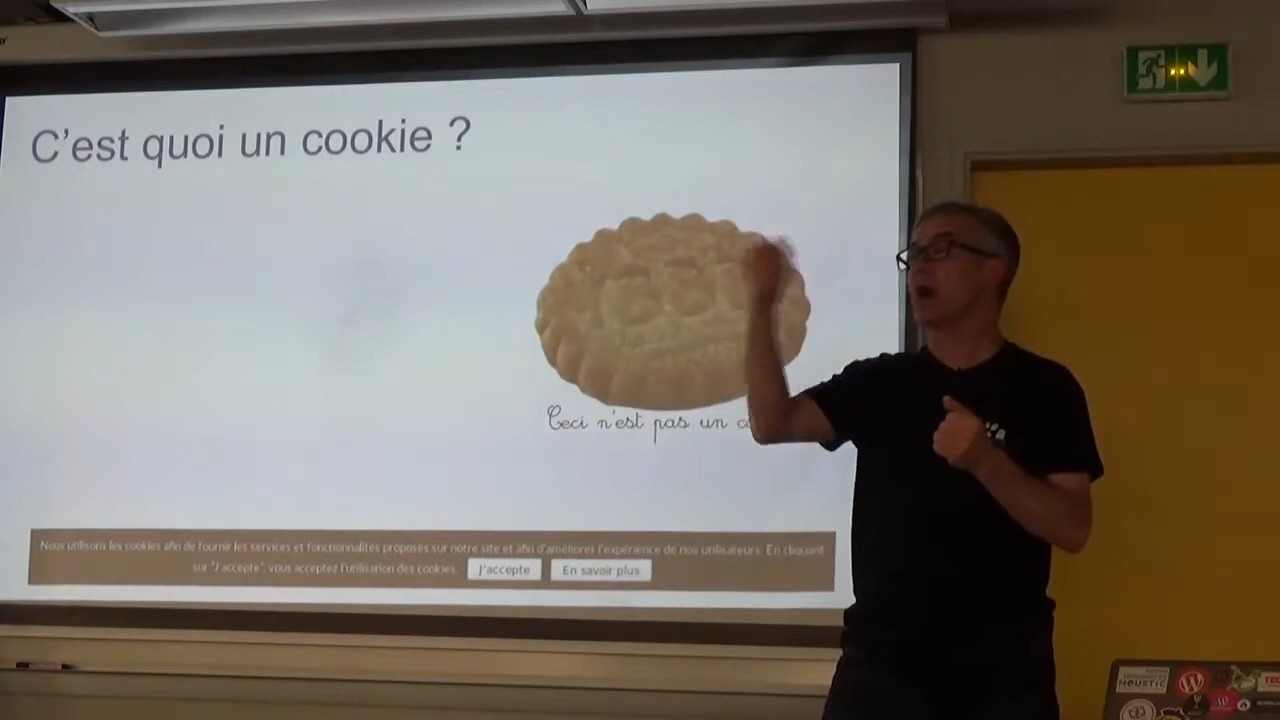 C'est quoi un cookie ?
Ceci n'est pas un
Nous utilisons les cookies afin de fournir les services et fonctionnalités proposés sur notre site et afin d'améliorer l'expérience de nos utilisateurs. En cliquant
sur "J'accepte", vous acceptez l'utilisation des cookies.
J'accepte
En savoir plus
MOUSTIC